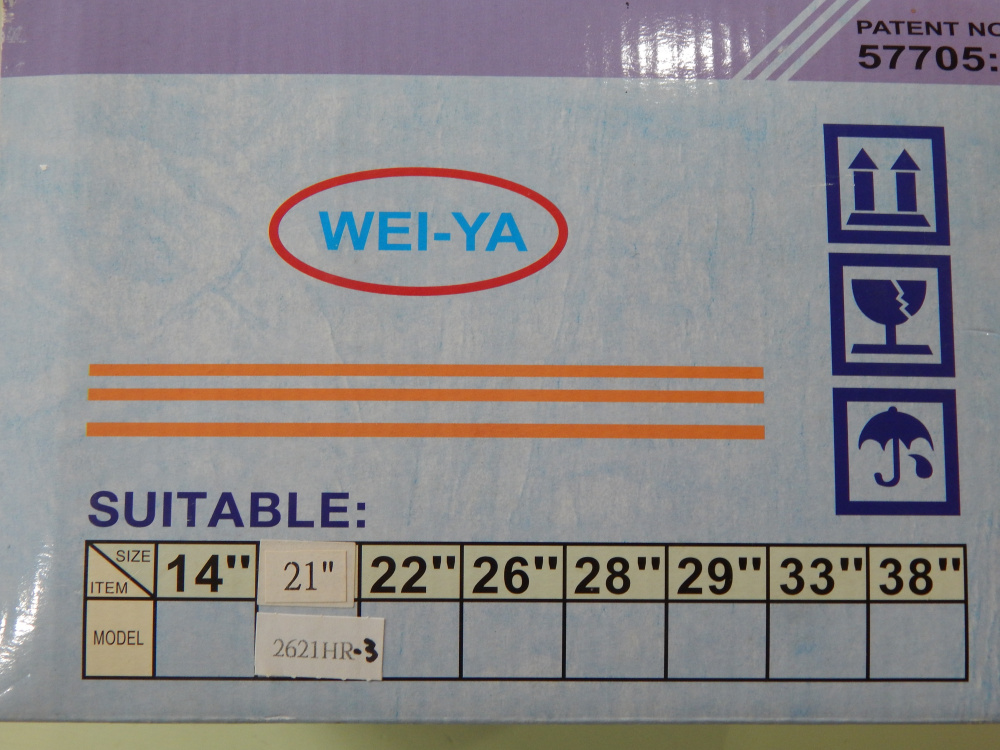 PATENT NO
57705:
WEI-YA
SUITABLE:
SIZE
ITEM
14" 21" 22" 26" 28" 29" 33" 38"
MODEL 2621HR-3